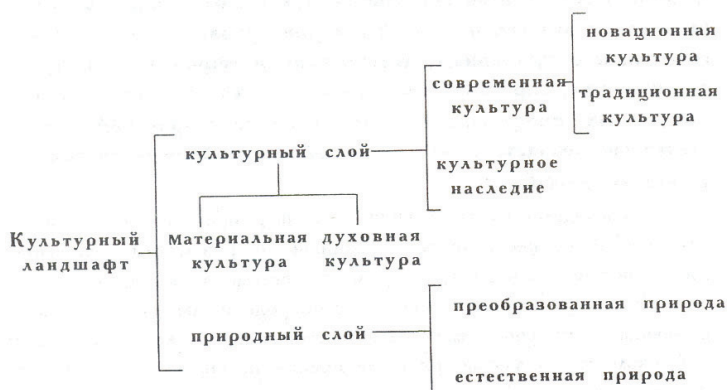 новационная
культура
современная
культура
традиционная
культура
культурный слой
культурное
наследие
Культурный
ландшафт
материальная
культура
духовная
культура
преобразованная природа
природный слой
естественная природа